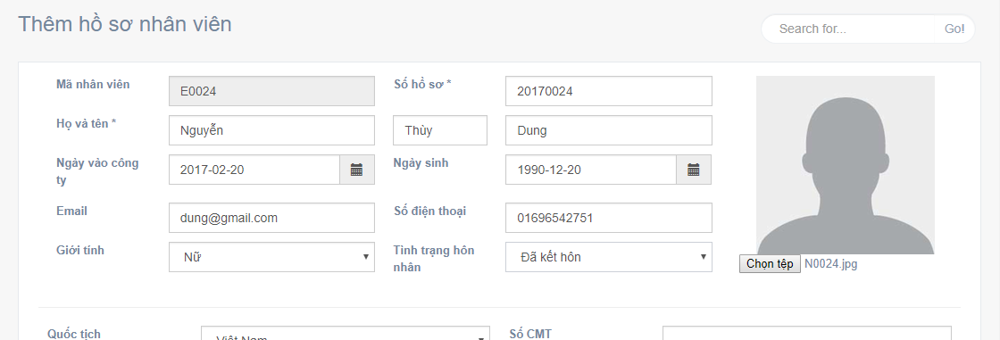 Thêm hồ sơ nhân viên
Search for... Go!
Mã nhân viên E0024 Số hồ sơ * 20170024
Họ và tên * Nguyễn Thùy Dung
Ngày vào công ty 2017-02-20 Ngày sinh 1990-12-20
Email dung@gmail.com Số điện thoại 01696542751
Giới tính Nữ Tình trạng hôn nhân Đã kết hôn
Chọn tệp N0024.jpg
Quốc tịch Việt Nam Số CMT